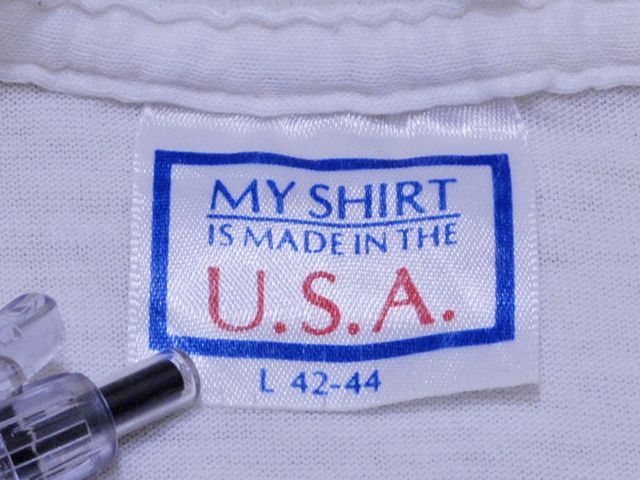 MY SHIRT
IS MADE IN THE
U.S.A.
L 42-44